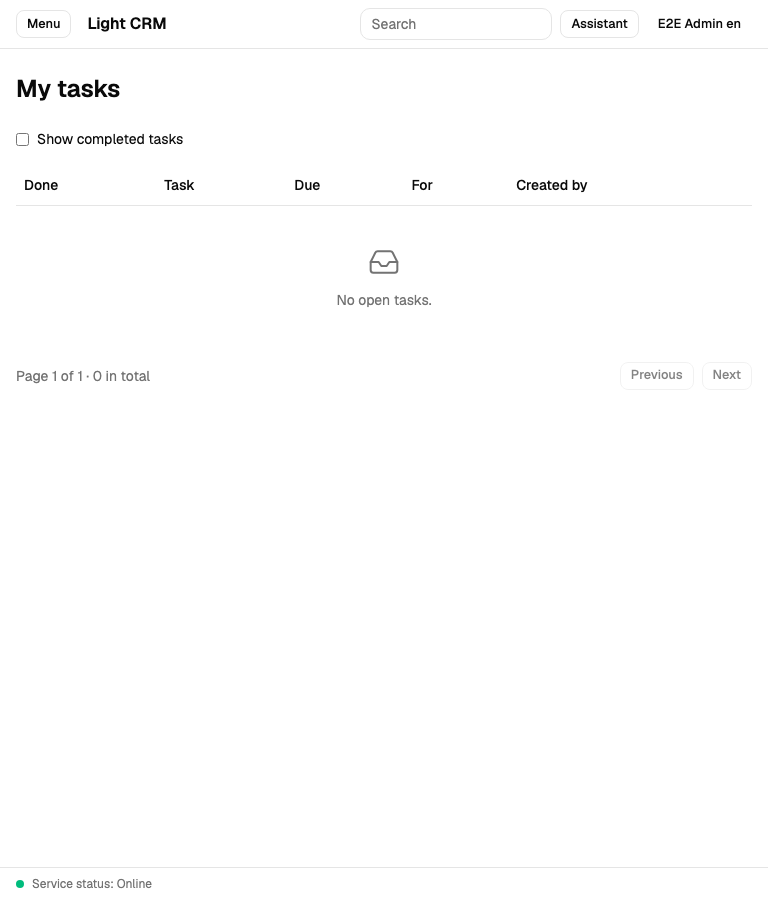 Menu Light CRM Search Assistant E2E Admin en
My tasks
Show completed tasks
Done Task Due For Created by
No open tasks.
Page 1 of 1 · 0 in total Previous Next
Service status: Online